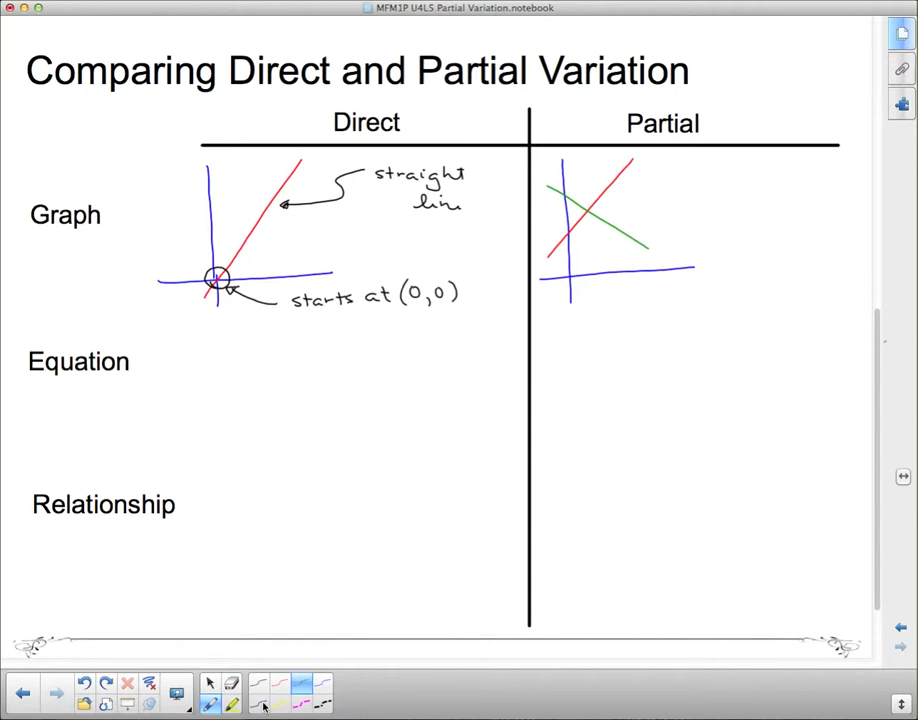 MFM1P U4L5 Partial Variation.notebook
Comparing Direct and Partial Variation
Direct
Partial
Graph
straight
line
starts at (0,0)
Equation
Relationship